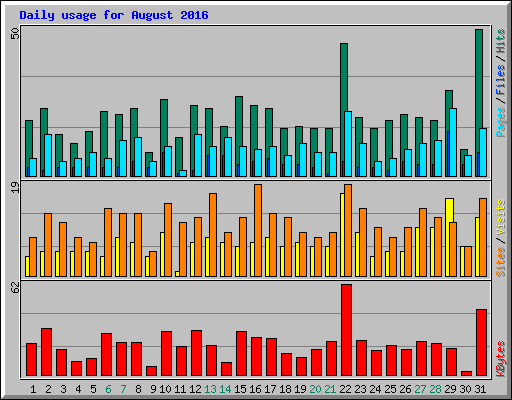 Daily usage for August 2016
50
Pages / Files / Hits
19
Sites / Visits
62
KBytes
1 2 3 4 5 6 7 8 9 10 11 12 13 14 15 16 17 18 19 20 21 22 23 24 25 26 27 28 29 30 31